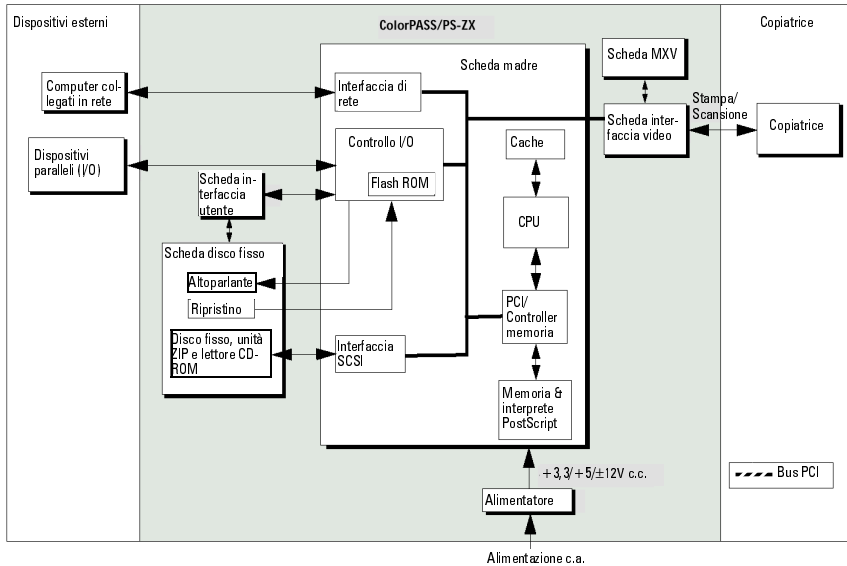 Dispositivi esterni
ColorPASS/PS-ZX
Copiatrice
Scheda madre
Scheda MXV
Computer col-
legati in rete
Interfaccia di
rete
Stampa/
Scansione
Scheda inter-
faccia video
Copiatrice
Dispositivi
paralleli (I/O)
Controllo I/O
Flash ROM
Cache
Scheda in-
terfaccia
utente
CPU
Scheda disco fisso
Altoparlante
Ripristino
PCI/
Controller
memoria
Disco fisso, unità
ZIP e lettore CD-
ROM
Interfaccia
SCSI
Memoria &
interprete
PostScript
+3,3/+5/±12V c.c.
Bus PCI
Alimentatore
Alimentazione c.a.